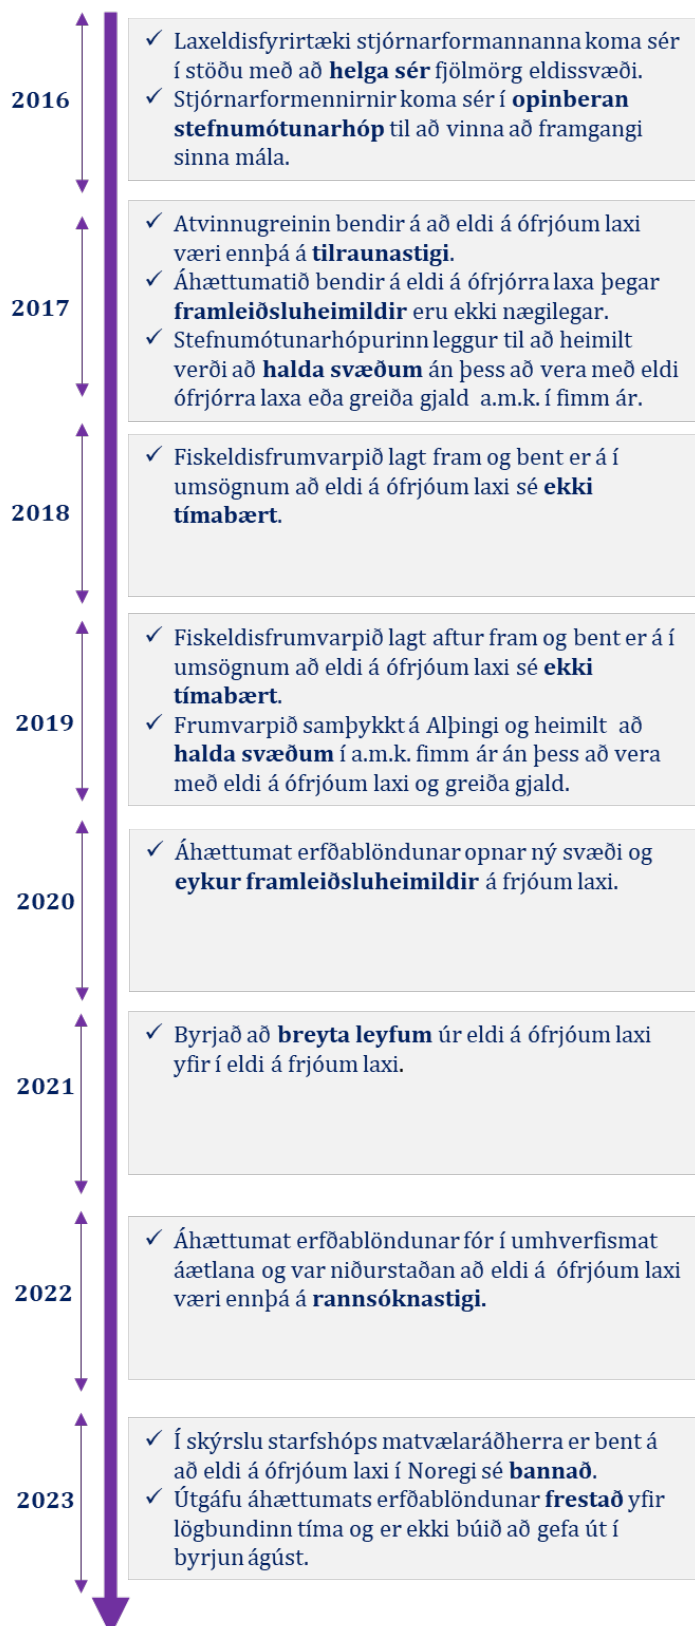 2016
✓ Laxeldisfyrirtæki stjórnarformannanna koma sér
í stöðu með að helga sér fjölmörg eldissvæði.
✓ Stjórnarformennirnir koma sér í opinberan
stefnumótunarhóp til að vinna að framgangi
sinna mála.
2017
✓ Atvinnugreinin bendir á að eldi á ófrjóum laxi
væri ennþá á tilraunastigi.
✓ Áhættumatið bendir á eldi á ófrjórra laxa þegar
framleiðsluheimildir eru ekki nægilegar.
✓ Stefnumótunarhópurinn leggur til að heimilt
verði að halda svæðum án þess að vera með eldi
ófrjórra laxa eða greiða gjald a.m.k. í fimm ár.
2018
✓ Fiskeldisfrumvarpið lagt fram og bent er á í
umsögnum að eldi á ófrjóum laxi sé ekki
tímabært.
2019
✓ Fiskeldisfrumvarpið lagt aftur fram og bent er á í
umsögnum að eldi á ófrjóum laxi sé ekki
tímabært.
✓ Frumvarpið samþykkt á Alþingi og heimilt að
halda svæðum í a.m.k. fimm ár án þess að vera
með eldi á ófrjóum laxi og greiða gjald.
2020
✓ Áhættumat erfðablöndunar opnar ný svæði og
eykur framleiðsluheimildir á frjóum laxi.
2021
✓ Byrjað að breyta leyfum úr eldi á ófrjóum laxi
yfir í eldi á frjóum laxi.
2022
✓ Áhættumat erfðablöndunar fór í umhverfismat
áætlana og var niðurstaðan að eldi á ófrjóum laxi
væri ennþá á rannsóknastigi.
2023
✓ Í skýrslu starfshóps matvælaráðherra er bent á
að eldi á ófrjóum laxi í Noregi sé bannað.
✓ Útgáfu áhættumats erfðablöndunar frestað yfir
lögbundinn tíma og er ekki búið að gefa út í
byrjun ágúst.